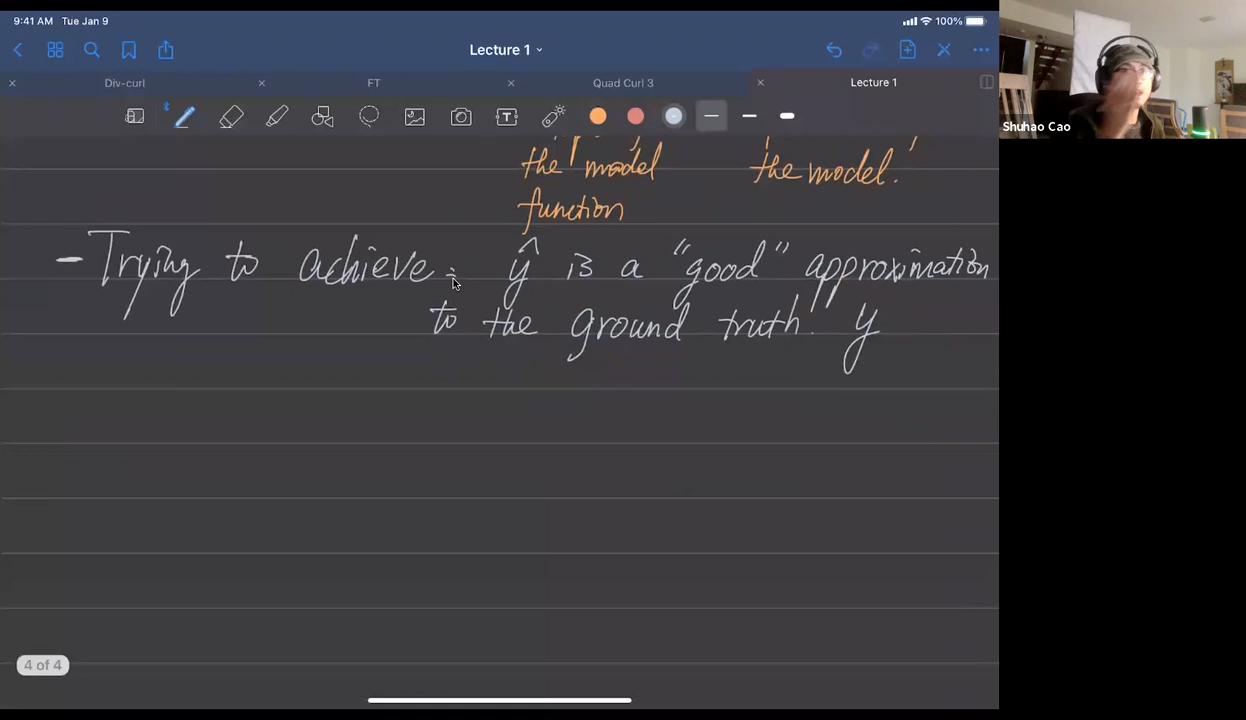 9:41 AM Tue Jan 9
100%
Lecture 1
Div-curl
FT
Quad Curl 3
Lecture 1
Shuhao Cao
the model
the model.
function
- Trying to achieve : ŷ is a "good" approximation
to the ground truth. y
4 of 4